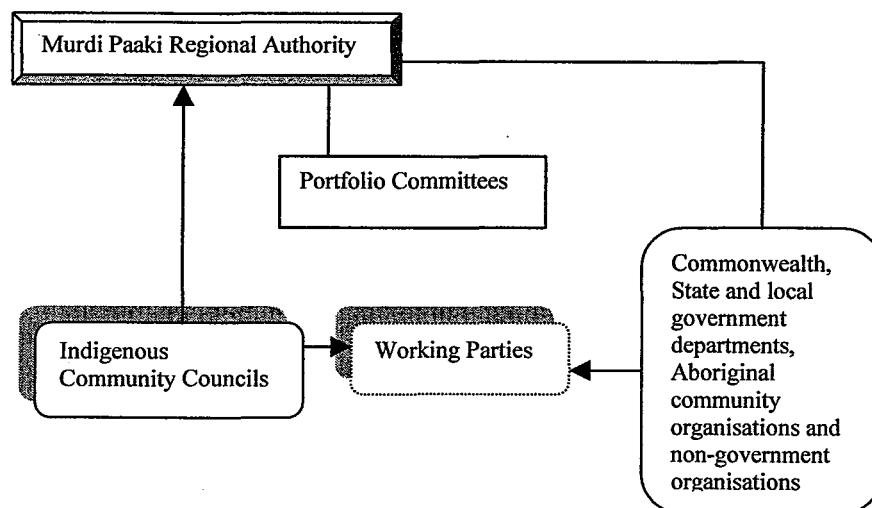 Murdi Paaki Regional Authority
Portfolio Committees
Indigenous
Community Councils
Working Parties
Commonwealth,
State and local
government
departments,
Aboriginal
community
organisations and
non-government
organisations